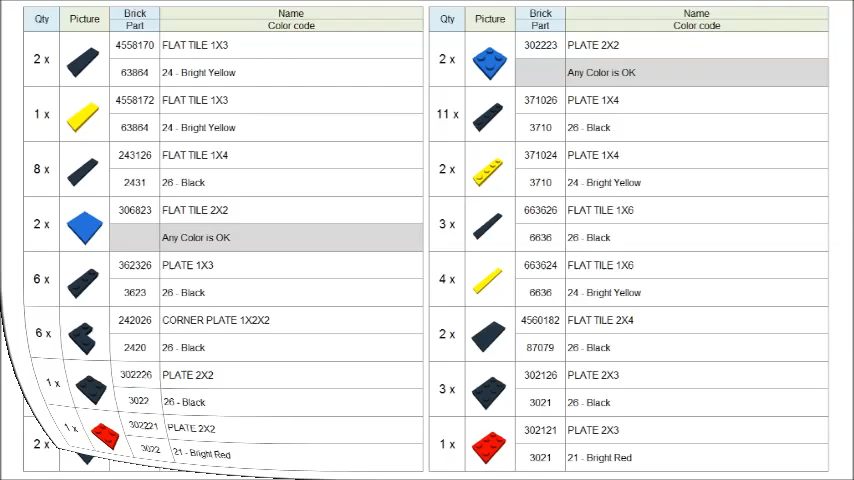 Qty Picture Brick Name
Part Color code
2 x 4558170 FLAT TILE 1X3
63864 24 - Bright Yellow
1 x 4558172 FLAT TILE 1X3
63864 24 - Bright Yellow
8 x 243126 FLAT TILE 1X4
2431 26 - Black
2 x 306823 FLAT TILE 2X2
Any Color is OK
6 x 362326 PLATE 1X3
3623 26 - Black
6 x 242026 CORNER PLATE 1X2X2
2420 26 - Black
1 x 302226 PLATE 2X2
3022 26 - Black
1 x 302221 PLATE 2X2
3022 21 - Bright Red
2 x
Qty Picture Brick Name
Part Color code
2 x 302223 PLATE 2X2
Any Color is OK
11 x 371026 PLATE 1X4
3710 26 - Black
2 x 371024 PLATE 1X4
3710 24 - Bright Yellow
3 x 663626 FLAT TILE 1X6
6636 26 - Black
4 x 663624 FLAT TILE 1X6
6636 24 - Bright Yellow
2 x 4560182 FLAT TILE 2X4
87079 26 - Black
3 x 302126 PLATE 2X3
3021 26 - Black
1 x 302121 PLATE 2X3
3021 21 - Bright Red